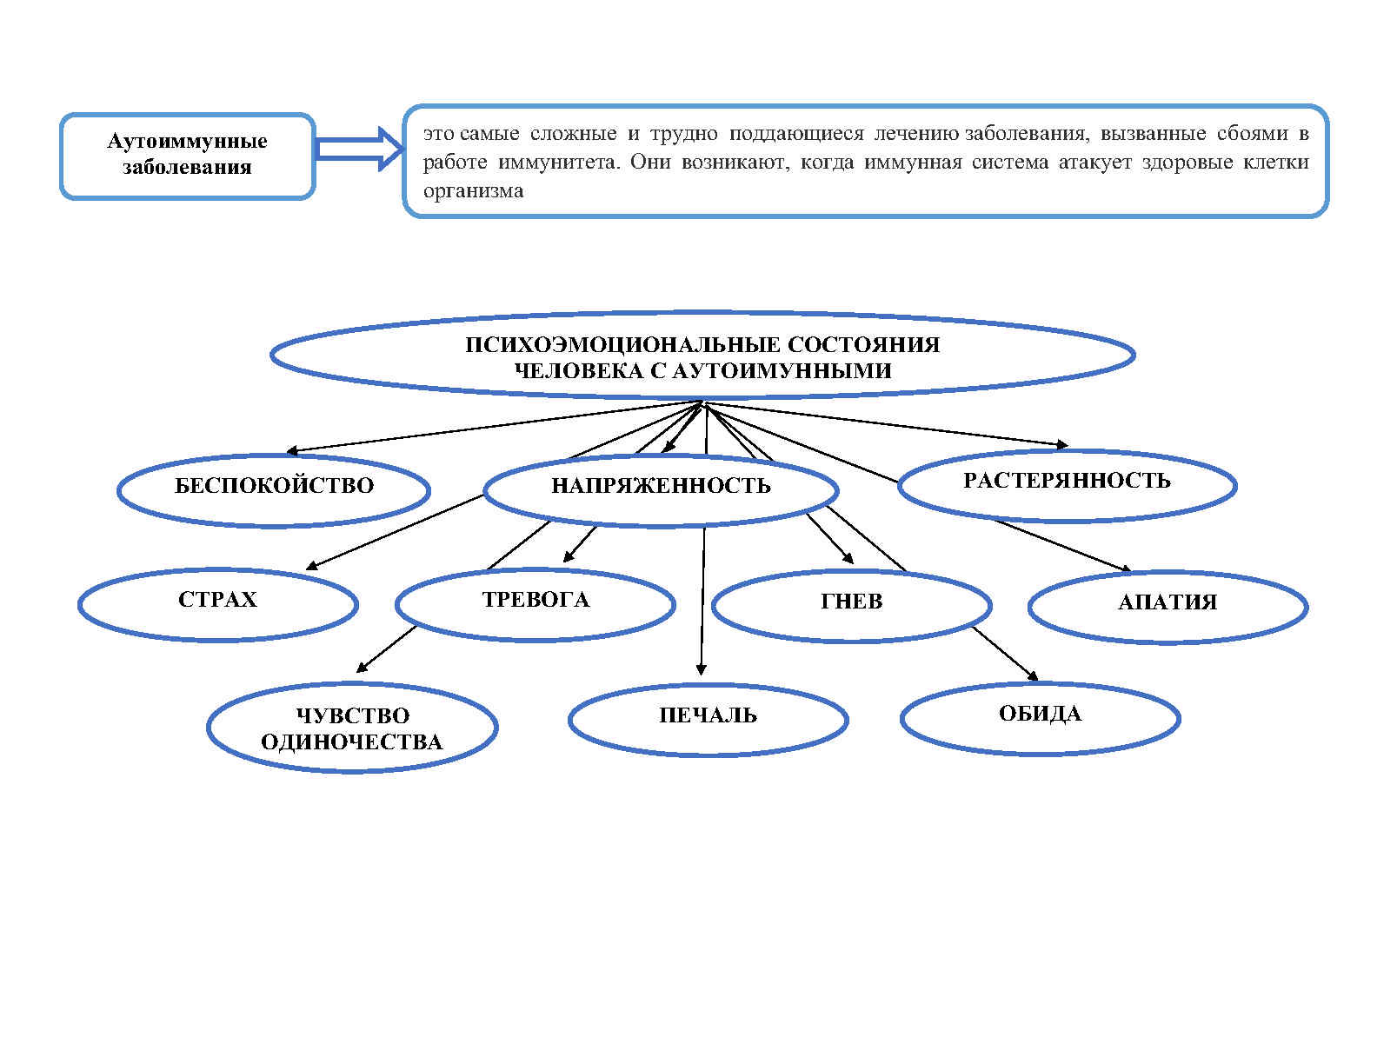 Аутоиммунные
заболевания
это самые сложные и трудно поддающиеся лечению заболевания, вызванные сбоями в
работе иммунитета. Они возникают, когда иммунная система атакует здоровые клетки
организма
ПСИХОЭМОЦИОНАЛЬНЫЕ СОСТОЯНИЯ
ЧЕЛОВЕКА С АУТОИМУННЫМИ
БЕСПОКОЙСТВО
НАПРЯЖЕННОСТЬ
РАСТЕРЯННОСТЬ
СТРАХ
ТРЕВОГА
ГНЕВ
АПАТИЯ
ЧУВСТВО
ОДИНОЧЕСТВА
ПЕЧАЛЬ
ОБИДА